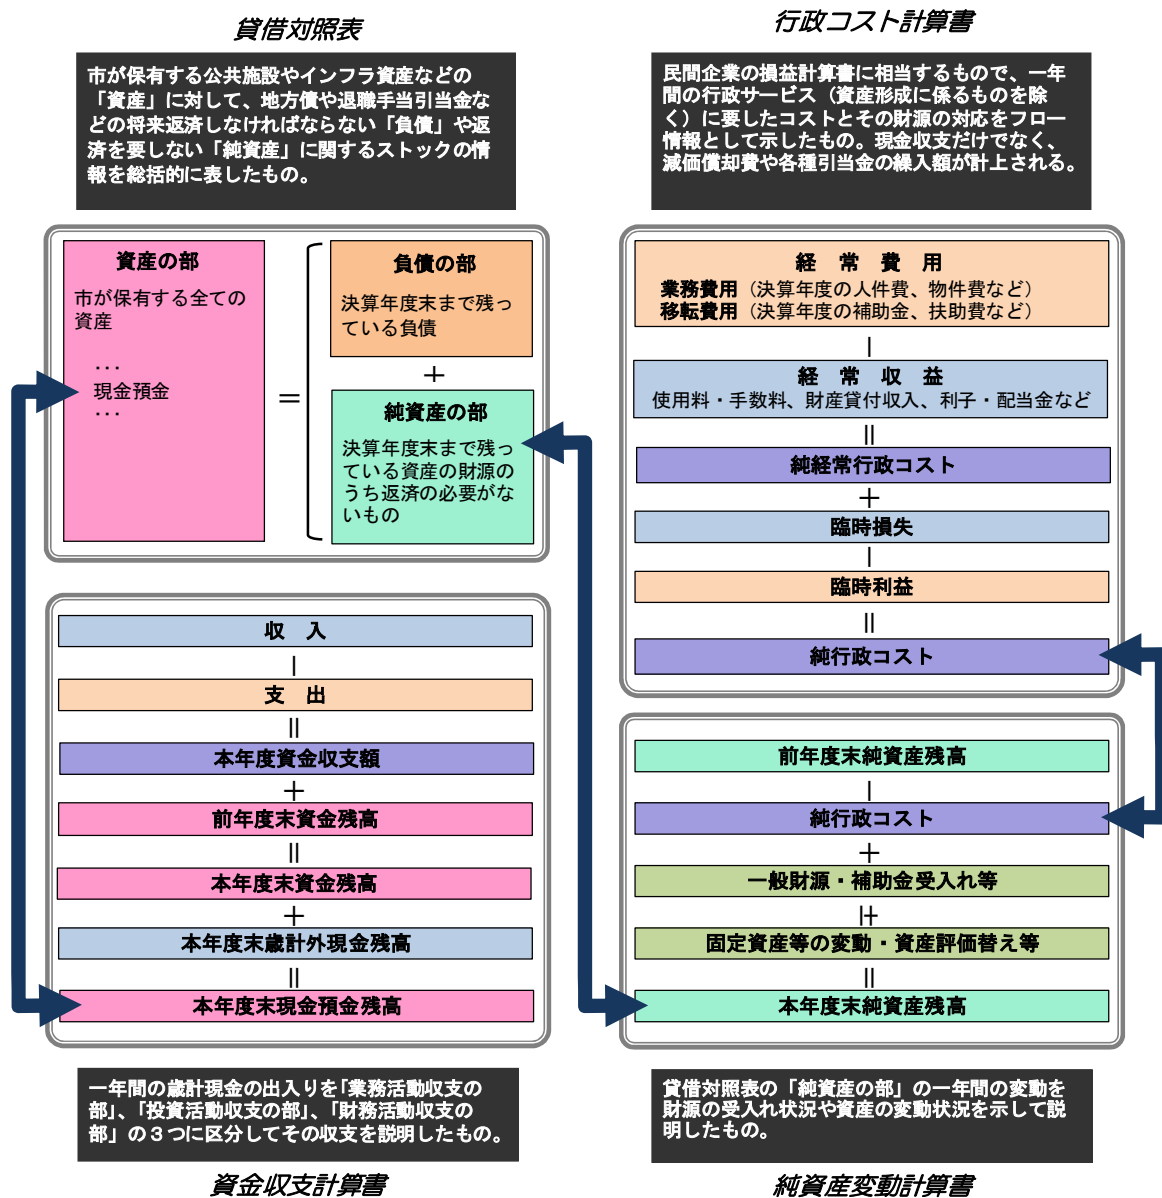 貸借対照表
市が保有する公共施設やインフラ資産などの
「資産」に対して、地方債や退職手当引当金な
どの将来返済しなければならない「負債」や返
済を要しない「純資産」に関するストックの情
報を総括的に表したもの。
資産の部
市が保有する全ての
資産
・・・
現金預金
・・・
＝
負債の部
決算年度末まで残っ
ている負債
＋
純資産の部
決算年度末まで残っ
ている資産の財源の
うち返済の必要がな
いもの
行政コスト計算書
民間企業の損益計算書に相当するもので、一年
間の行政サービス（資産形成に係るものを除
く）に要したコストとその財源の対応をフロー
情報として示したもの。現金収支だけでなく、
減価償却費や各種引当金の繰入額が計上される。
経　常　費　用
業務費用（決算年度の人件費、物件費など）
移転費用（決算年度の補助金、扶助費など）
－
経　常　収　益
使用料・手数料、財産貸付収入、利子・配当金など
＝
純経常行政コスト
＋
臨時損失
－
臨時利益
＝
純行政コスト
収　入
－
支　出
＝
本年度資金収支額
＋
前年度末資金残高
＝
本年度末資金残高
＋
本年度末歳計外現金残高
＝
本年度末現金預金残高
一年間の歳計現金の出入りを「業務活動収支の
部」、「投資活動収支の部」、「財務活動収支の
部」の３つに区分してその収支を説明したもの。
資金収支計算書
前年度末純資産残高
－
純行政コスト
＋
一般財源・補助金受入れ等
±
固定資産等の変動・資産評価替え等
＝
本年度末純資産残高
貸借対照表の「純資産の部」の一年間の変動を
財源の受入れ状況や資産の変動状況を示して説
明したもの。
純資産変動計算書